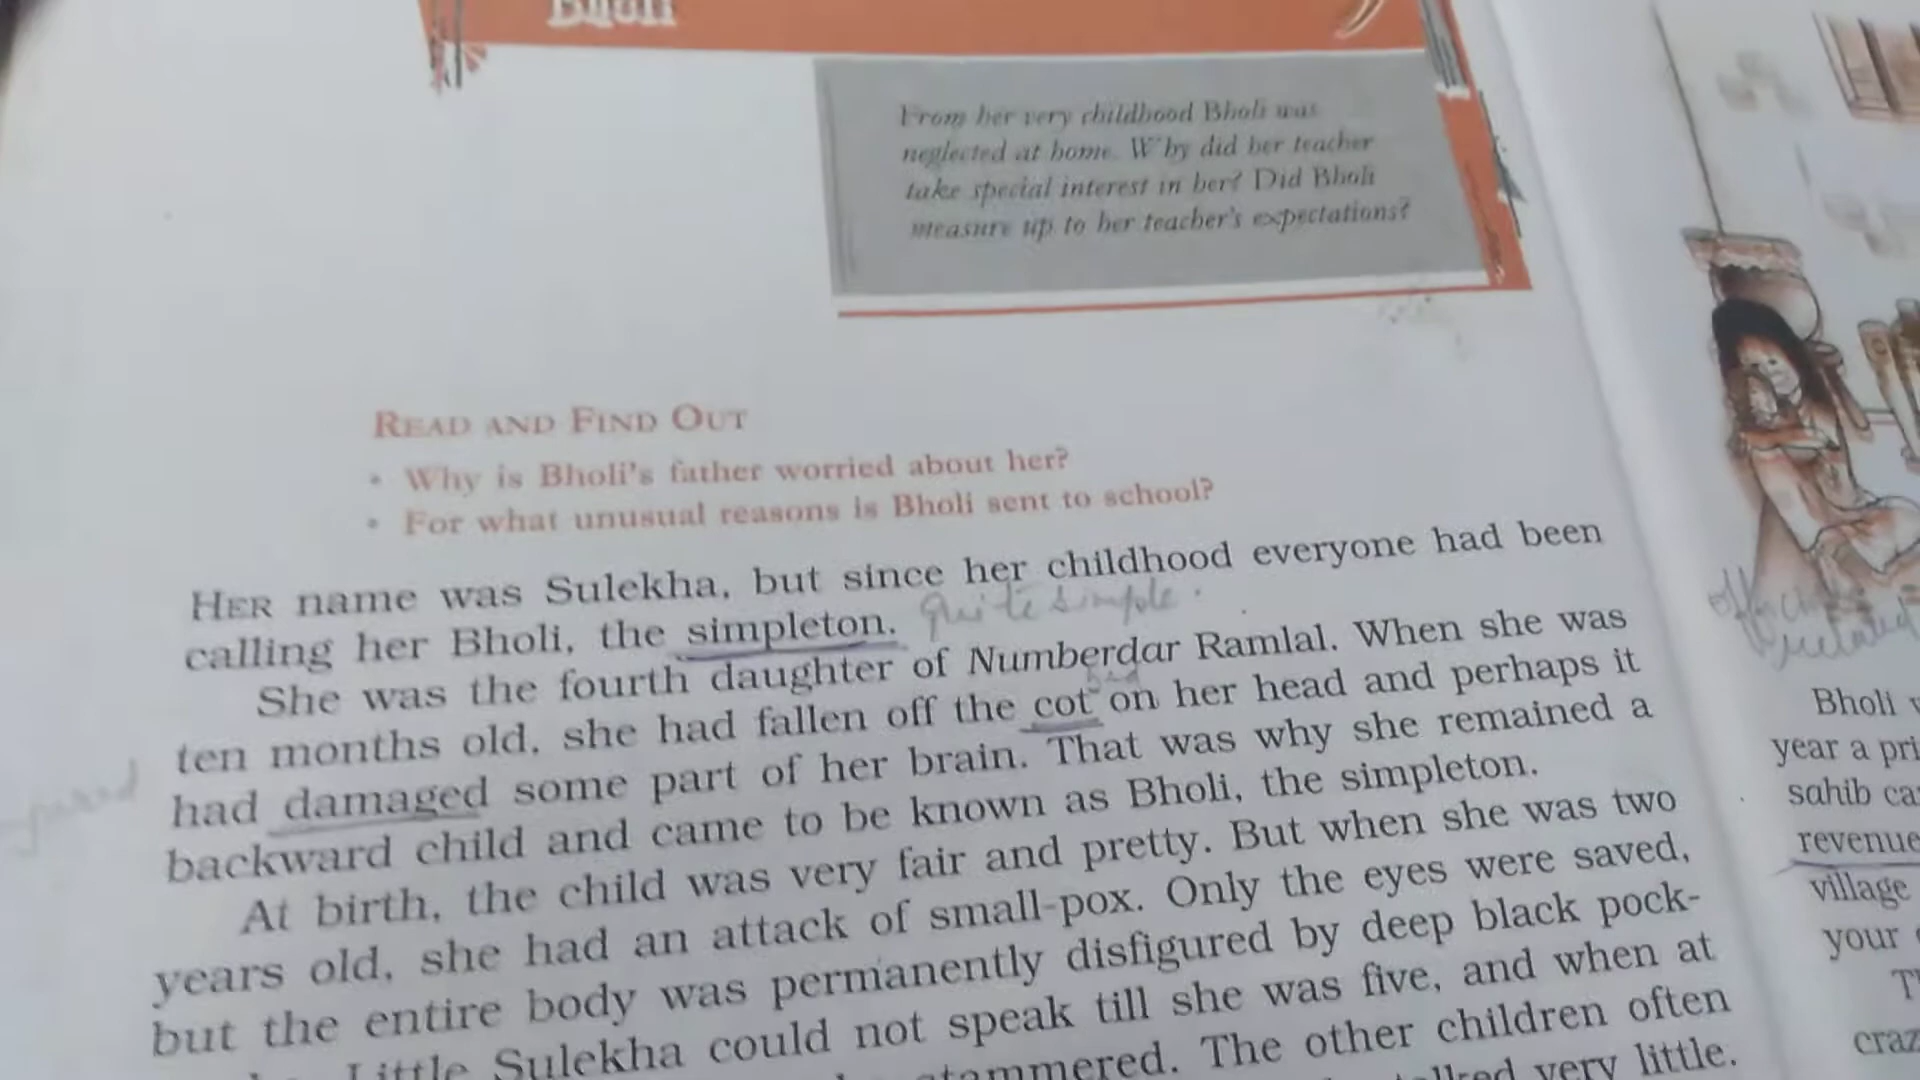 Bholi
From her very childhood Bholi was
neglected at home. Why did her teacher
take special interest in her? Did Bholi
measure up to her teacher's expectations?
READ AND FIND OUT
• Why is Bholi's father worried about her?
• For what unusual reasons is Bholi sent to school?
HER name was Sulekha, but since her childhood everyone had been
calling her Bholi, the simpleton. quite simple.
She was the fourth daughter of Numberdar Ramlal. When she was
bed
ten months old, she had fallen off the cot on her head and perhaps it
had damaged some part of her brain. That was why she remained a
backward child and came to be known as Bholi, the simpleton.
At birth, the child was very fair and pretty. But when she was two
years old, she had an attack of small-pox. Only the eyes were saved,
but the entire body was permanently disfigured by deep black pock-
Little Sulekha could not speak till she was five, and when at
stammered. The other children often
very little.
related
Bholi
year a pri
sahib ca
revenue
village
your
craz